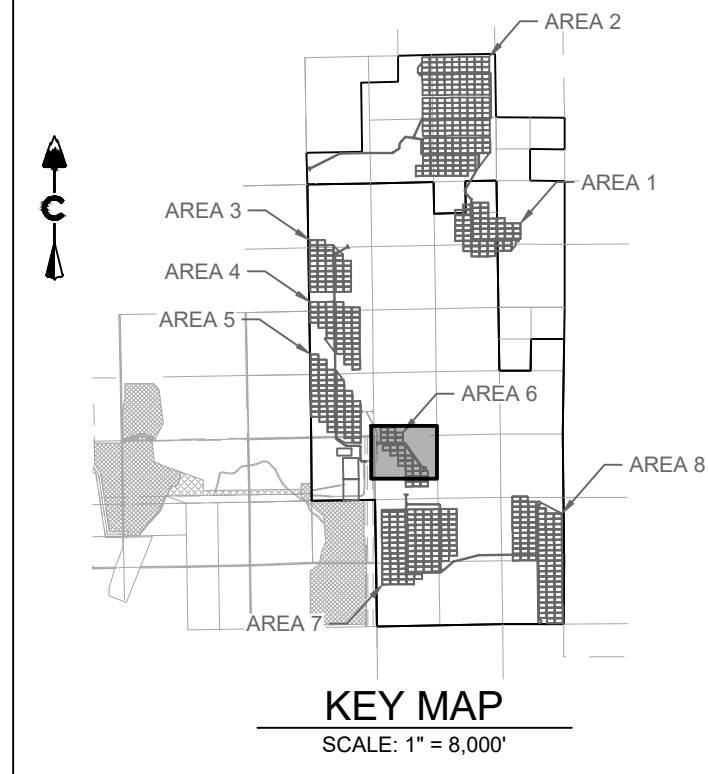 AREA 2
AREA 1
AREA 3
AREA 4
AREA 5
AREA 6
AREA 8
AREA 7
C
KEY MAP
SCALE: 1" = 8,000'